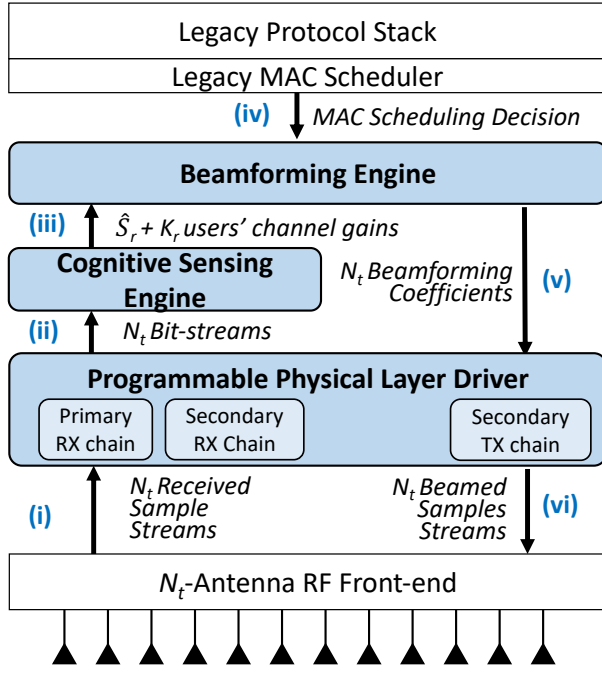 Legacy Protocol Stack
Legacy MAC Scheduler
(iv)
MAC Scheduling Decision
Beamforming Engine
(iii)
Ŝr + Kr users’ channel gains
Cognitive Sensing
Engine
Nt Beamforming
Coefficients
(v)
(ii)
Nt Bit-streams
Programmable Physical Layer Driver
Primary
RX chain
Secondary
RX Chain
Secondary
TX chain
(i)
Nt Received
Sample
Streams
Nt Beamed
Samples
Streams
(vi)
Nt-Antenna RF Front-end